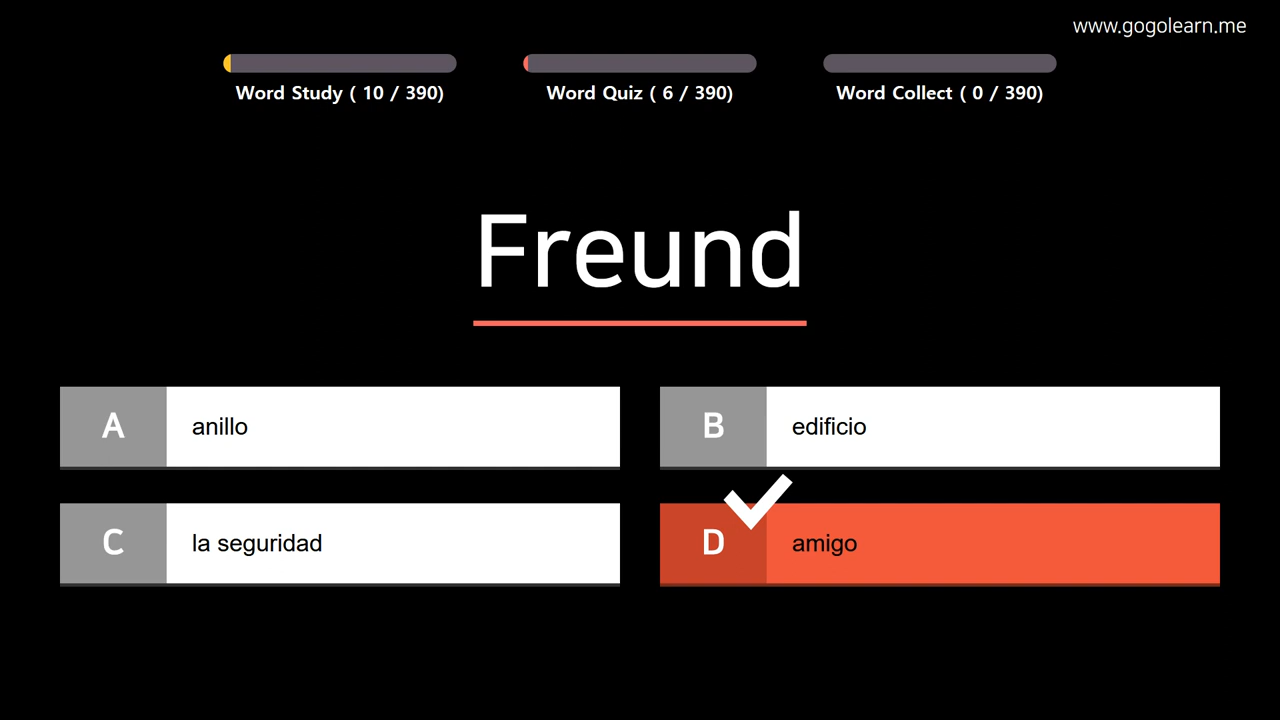 www.gogolearn.me
Word Study ( 10 / 390)
Word Quiz ( 6 / 390)
Word Collect ( 0 / 390)
Freund
A anillo
B edificio
C la seguridad
D amigo